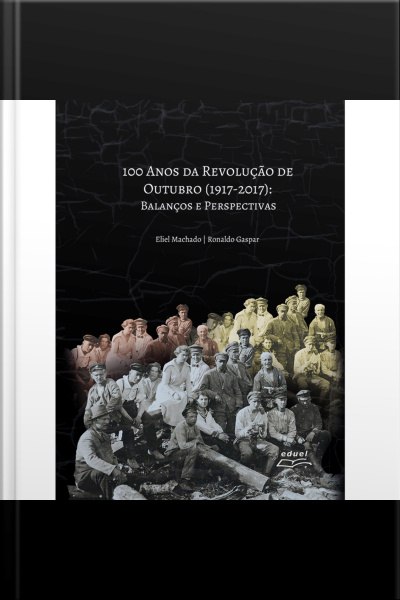 100 Anos da Revolução de
Outubro (1917-2017):
Balanços e Perspectivas
Eliel Machado | Ronaldo Gaspar
eduel